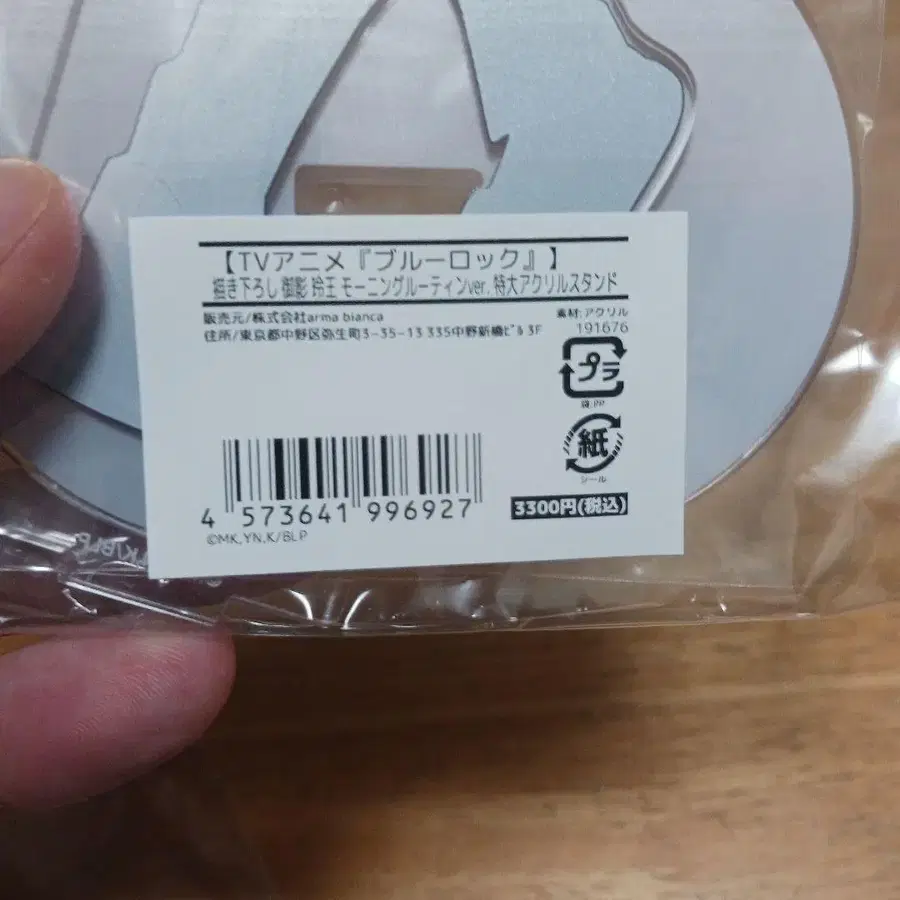 【TVアニメ『ブルーロック』】
描き下ろし 御影 玲王 モーニングルーティンver. 特大アクリルスタンド
販売元/株式会社arma bianca
素材:アクリル
住所/東京都中野区弥生町3-35-13 335中野新橋ビル3F
191676
プラ
袋:PP
紙
シール
4 573641 996927
3300円(税込)
©MK,YN,K/BLP